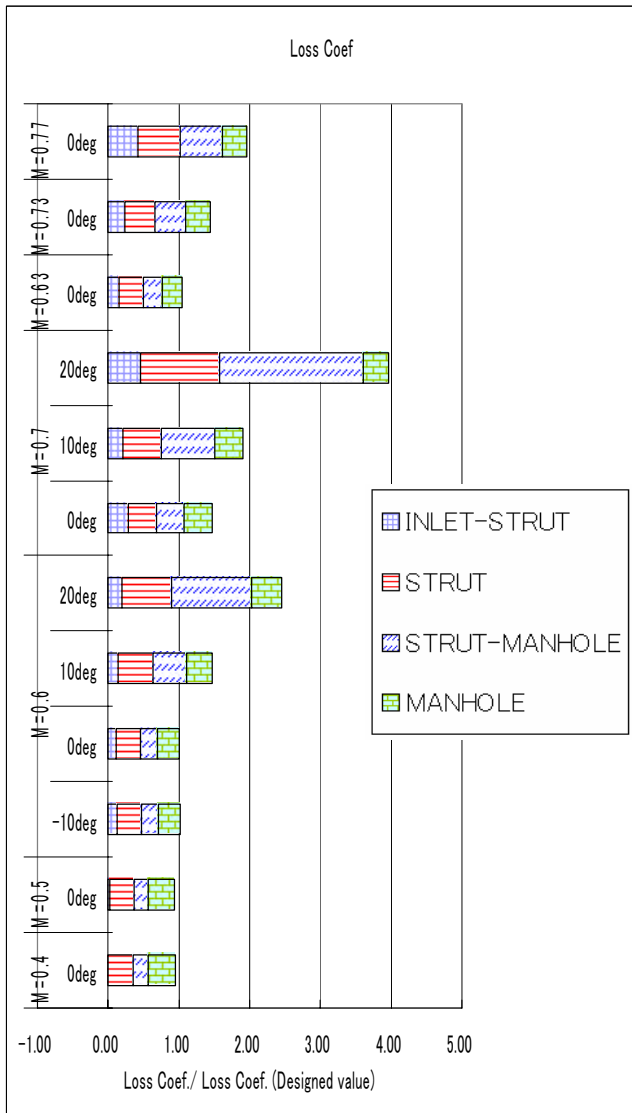 Loss Coef
M=0.77
0deg
M=0.73
0deg
M=0.63
0deg
M=0.7
20deg
10deg
0deg
M=0.6
20deg
10deg
0deg
-10deg
M=0.5
0deg
M=0.4
0deg
INLET-STRUT
STRUT
STRUT-MANHOLE
MANHOLE
-1.00 0.00 1.00 2.00 3.00 4.00 5.00
Loss Coef./ Loss Coef. (Designed value)